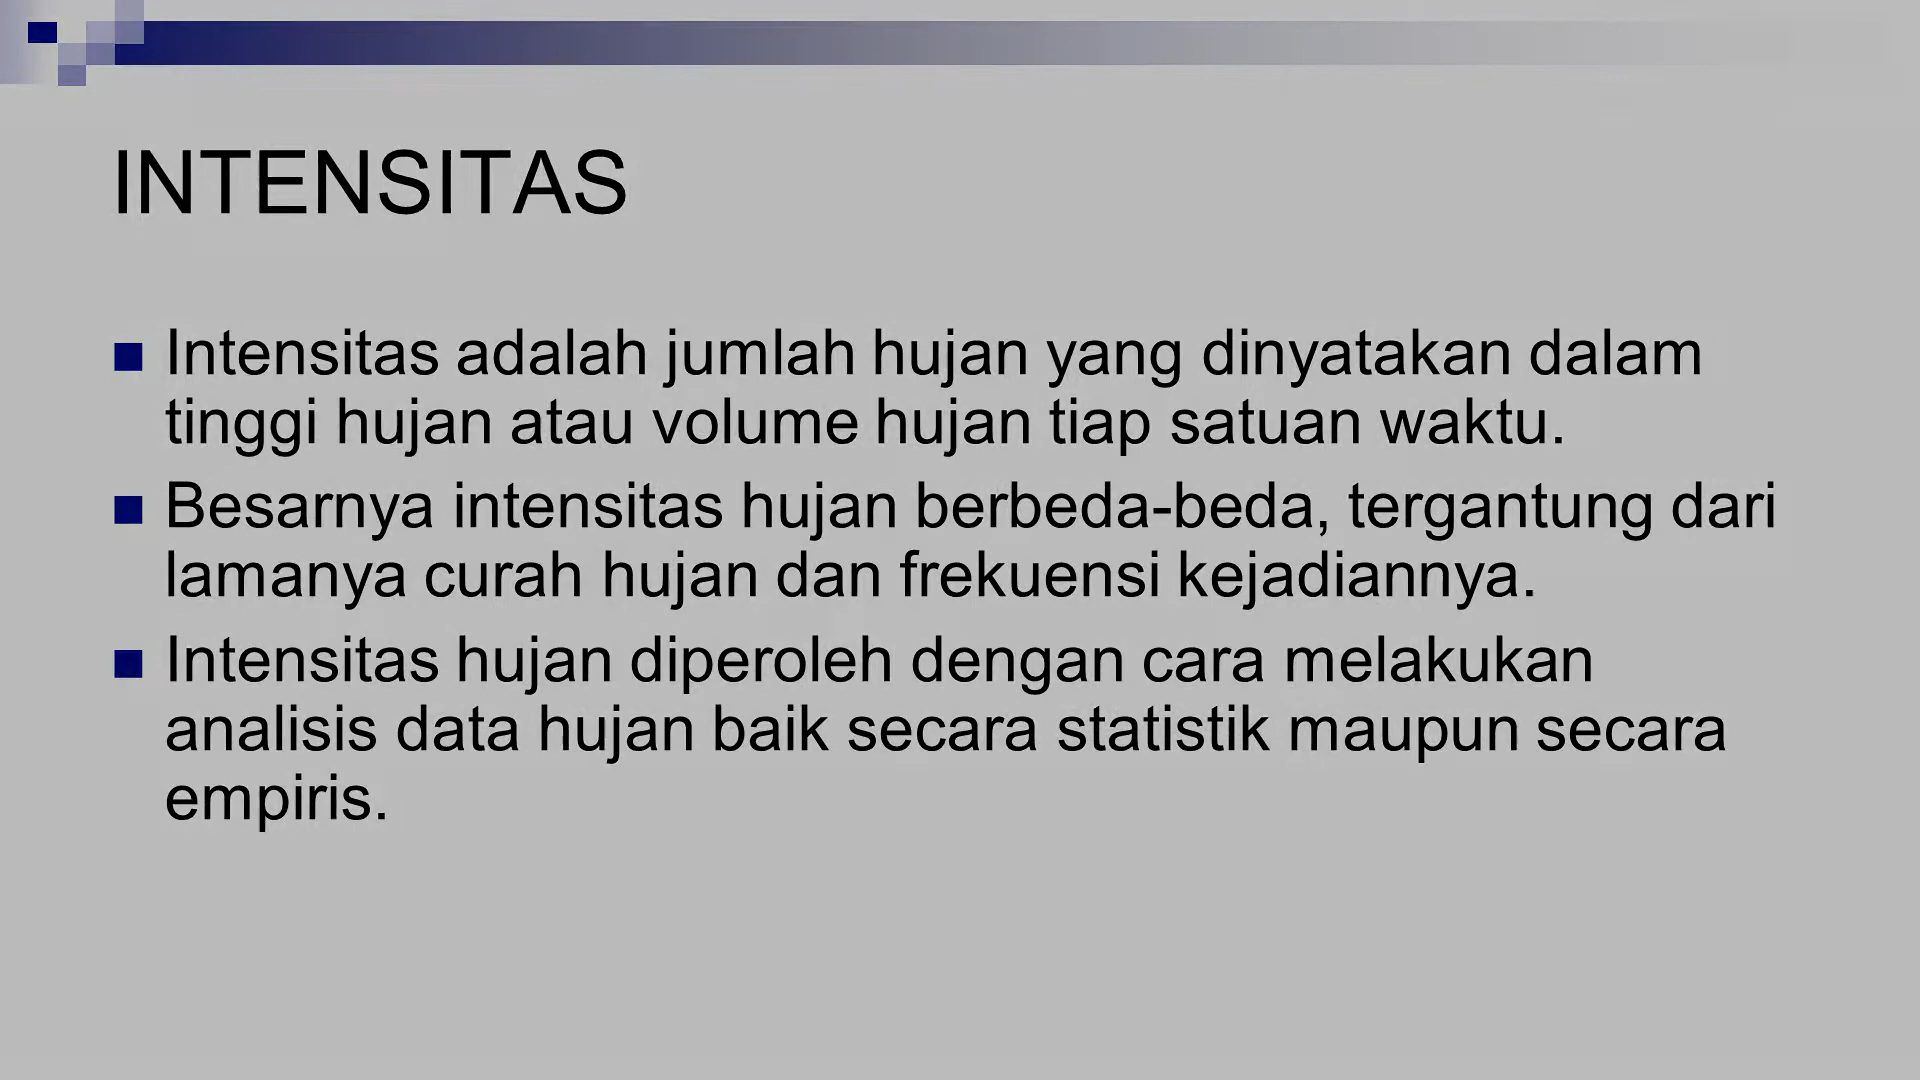 INTENSITAS
Intensitas adalah jumlah hujan yang dinyatakan dalam
tinggi hujan atau volume hujan tiap satuan waktu.
Besarnya intensitas hujan berbeda-beda, tergantung dari
lamanya curah hujan dan frekuensi kejadiannya.
Intensitas hujan diperoleh dengan cara melakukan
analisis data hujan baik secara statistik maupun secara
empiris.